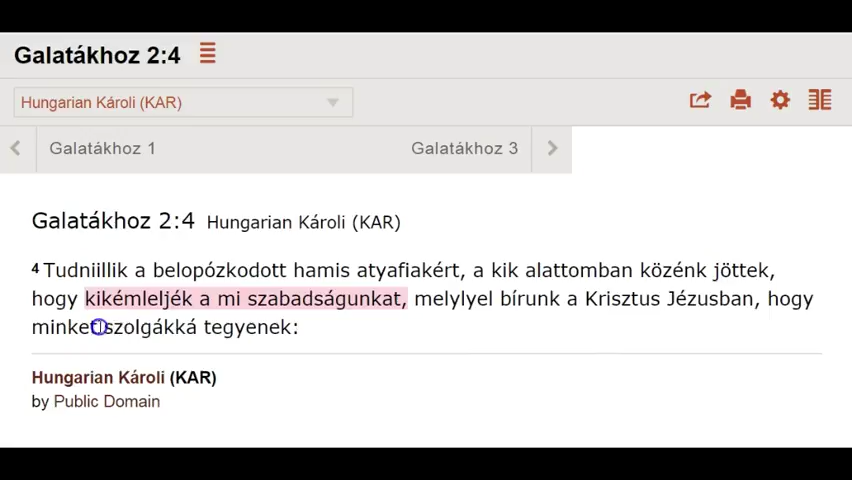 Galatákhoz 2:4
Hungarian Károli (KAR)
Galatákhoz 1
Galatákhoz 3
Galatákhoz 2:4 Hungarian Károli (KAR)
4 Tudniillik a belopózkodott hamis atyafiakért, a kik alattomban közénk jöttek,
hogy kikémleljék a mi szabadságunkat, melylyel bírunk a Krisztus Jézusban, hogy
minket szolgákká tegyenek:
Hungarian Károli (KAR)
by Public Domain